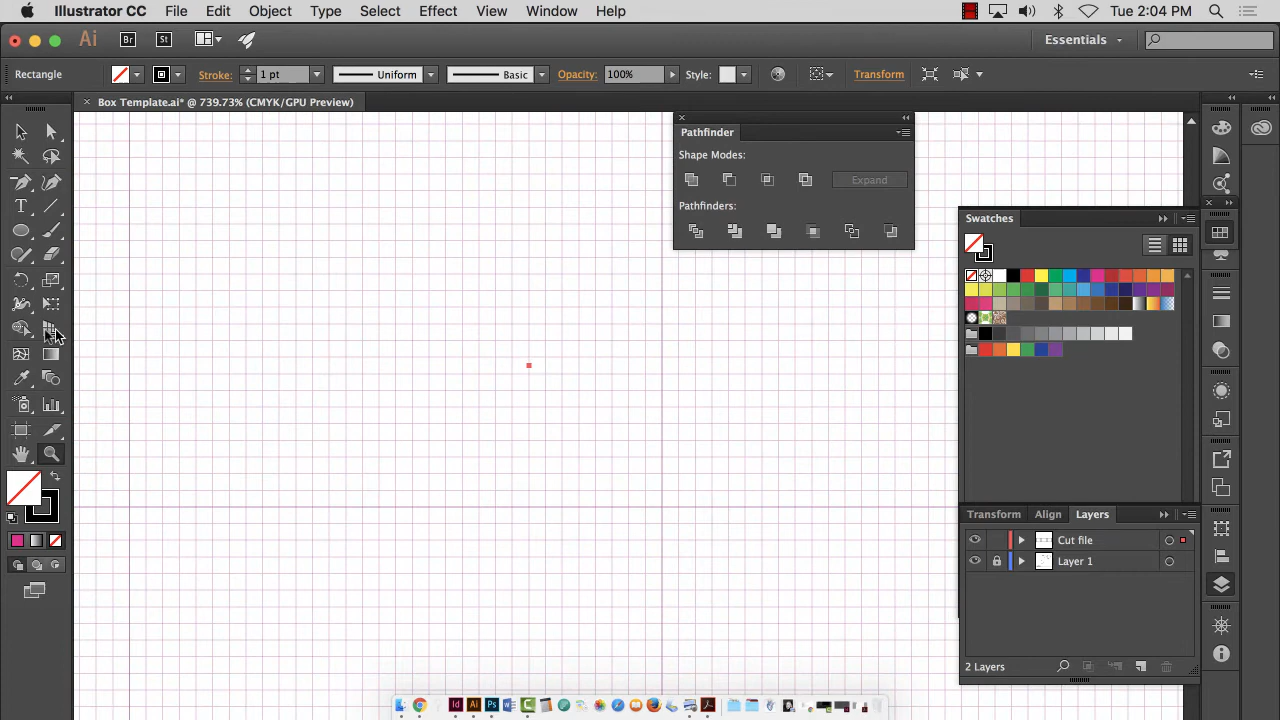 Illustrator CC File Edit Object Type Select Effect View Window Help Tue 2:04 PM
Ai Br St Essentials
Rectangle Stroke: 1 pt Uniform Basic Opacity: 100% Style: Transform
Box Template.ai* @ 739.73% (CMYK/GPU Preview)
Pathfinder
Shape Modes:
Expand
Pathfinders:
Swatches
Transform Align Layers
Cut file
Layer 1
2 Layers